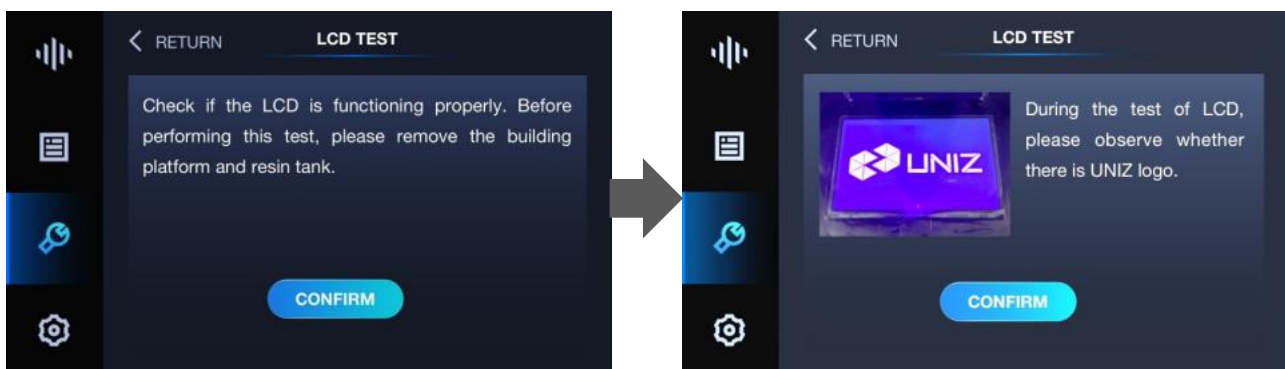 RETURN
LCD TEST
Check if the LCD is functioning properly. Before
performing this test, please remove the building
platform and resin tank.
CONFIRM
RETURN
LCD TEST
UNIZ
During the test of LCD,
please observe whether
there is UNIZ logo.
CONFIRM